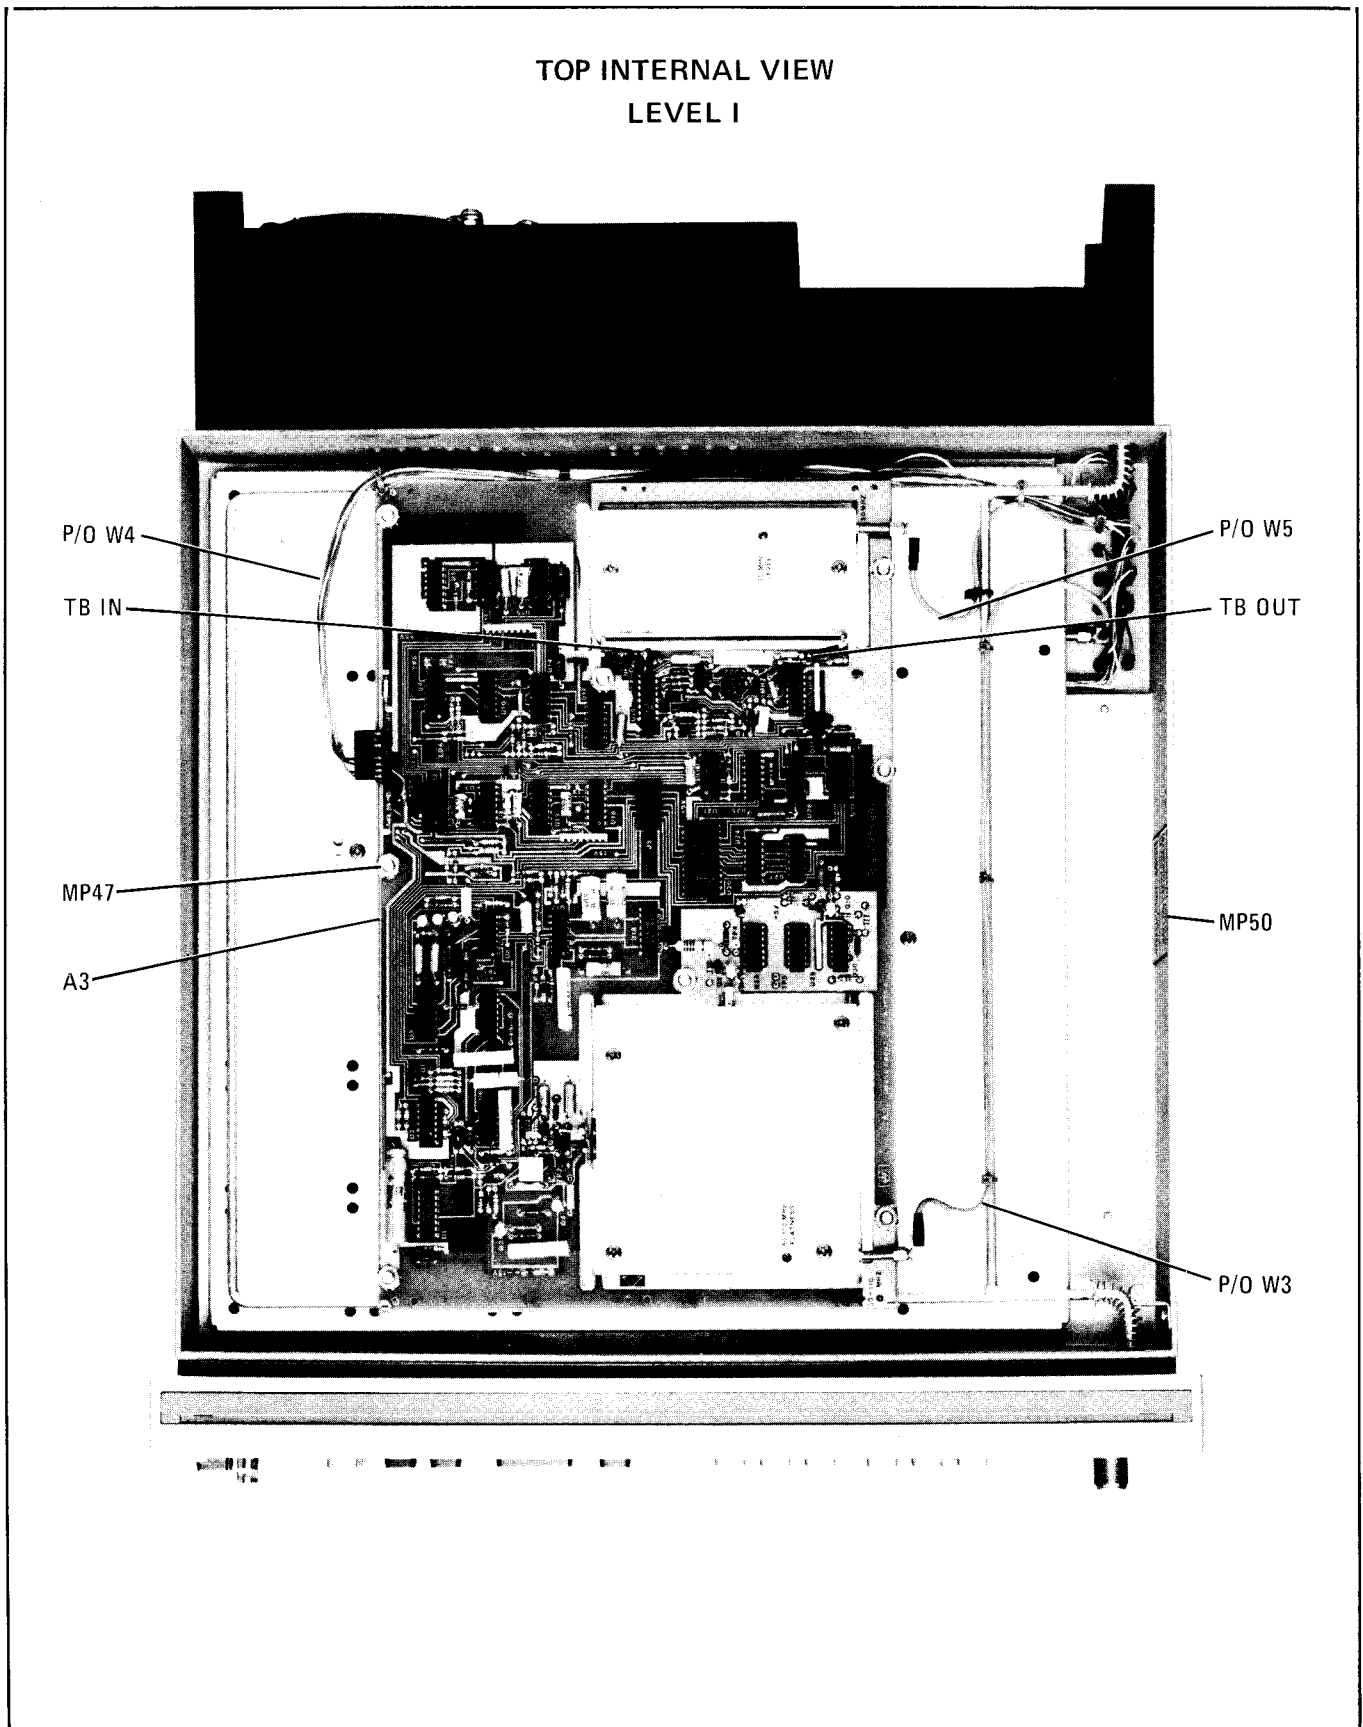 TOP INTERNAL VIEW
LEVEL I
P/O W4
TB IN
MP47
A3
P/O W5
TB OUT
MP50
P/O W3